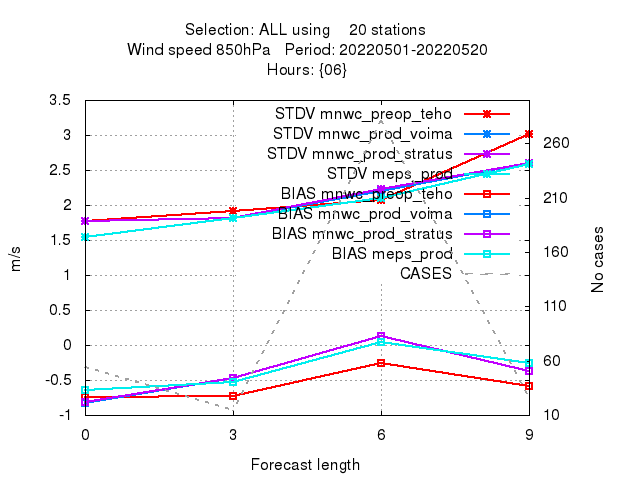 Selection: ALL using    20 stations
Wind speed 850hPa   Period: 20220501-20220520
Hours: {06}
STDV mnwc_preop_teho
STDV mnwc_prod_voima
STDV mnwc_prod_stratus
STDV meps_prod
BIAS mnwc_preop_teho
BIAS mnwc_prod_voima
BIAS mnwc_prod_stratus
BIAS meps_prod
CASES
3.5
3
2.5
2
1.5
1
0.5
0
-0.5
-1
m/s
260
210
160
110
60
10
No cases
0 3 6 9
Forecast length